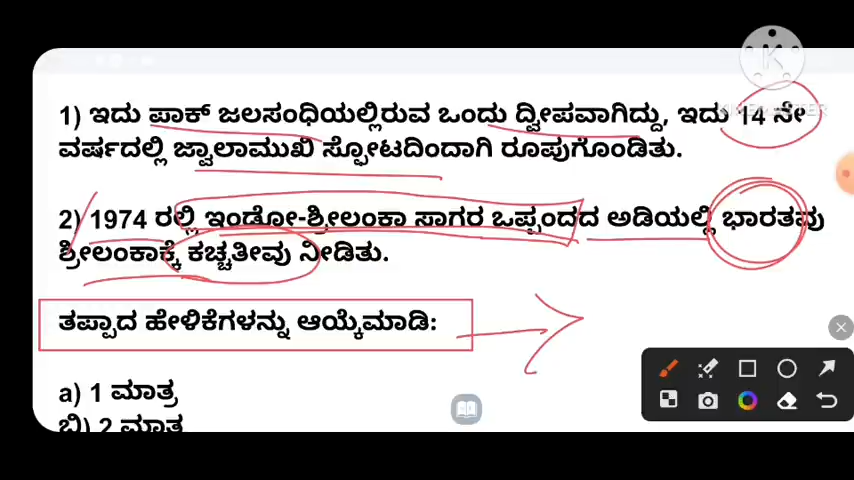 1) ಇದು ಪಾಕ್ ಜಲಸಂಧಿಯಲ್ಲಿರುವ ಒಂದು ದ್ವೀಪವಾಗಿದ್ದು, ಇದು 14 ನೇ
ವರ್ಷದಲ್ಲಿ ಜ್ವಾಲಾಮುಖಿ ಸ್ಫೋಟದಿಂದಾಗಿ ರೂಪುಗೊಂಡಿತು.
2) 1974 ರಲ್ಲಿ ಇಂಡೋ-ಶ್ರೀಲಂಕಾ ಸಾಗರ ಒಪ್ಪಂದದ ಅಡಿಯಲ್ಲಿ ಭಾರತವು
ಶ್ರೀಲಂಕಾಕ್ಕೆ ಕಚ್ಚತೀವು ನೀಡಿತು.
ತಪ್ಪಾದ ಹೇಳಿಕೆಗಳನ್ನು ಆಯ್ಕೆಮಾಡಿ:
a) 1 ಮಾತ್ರ
ಬಿ) 2 ಮಾತ್ರ